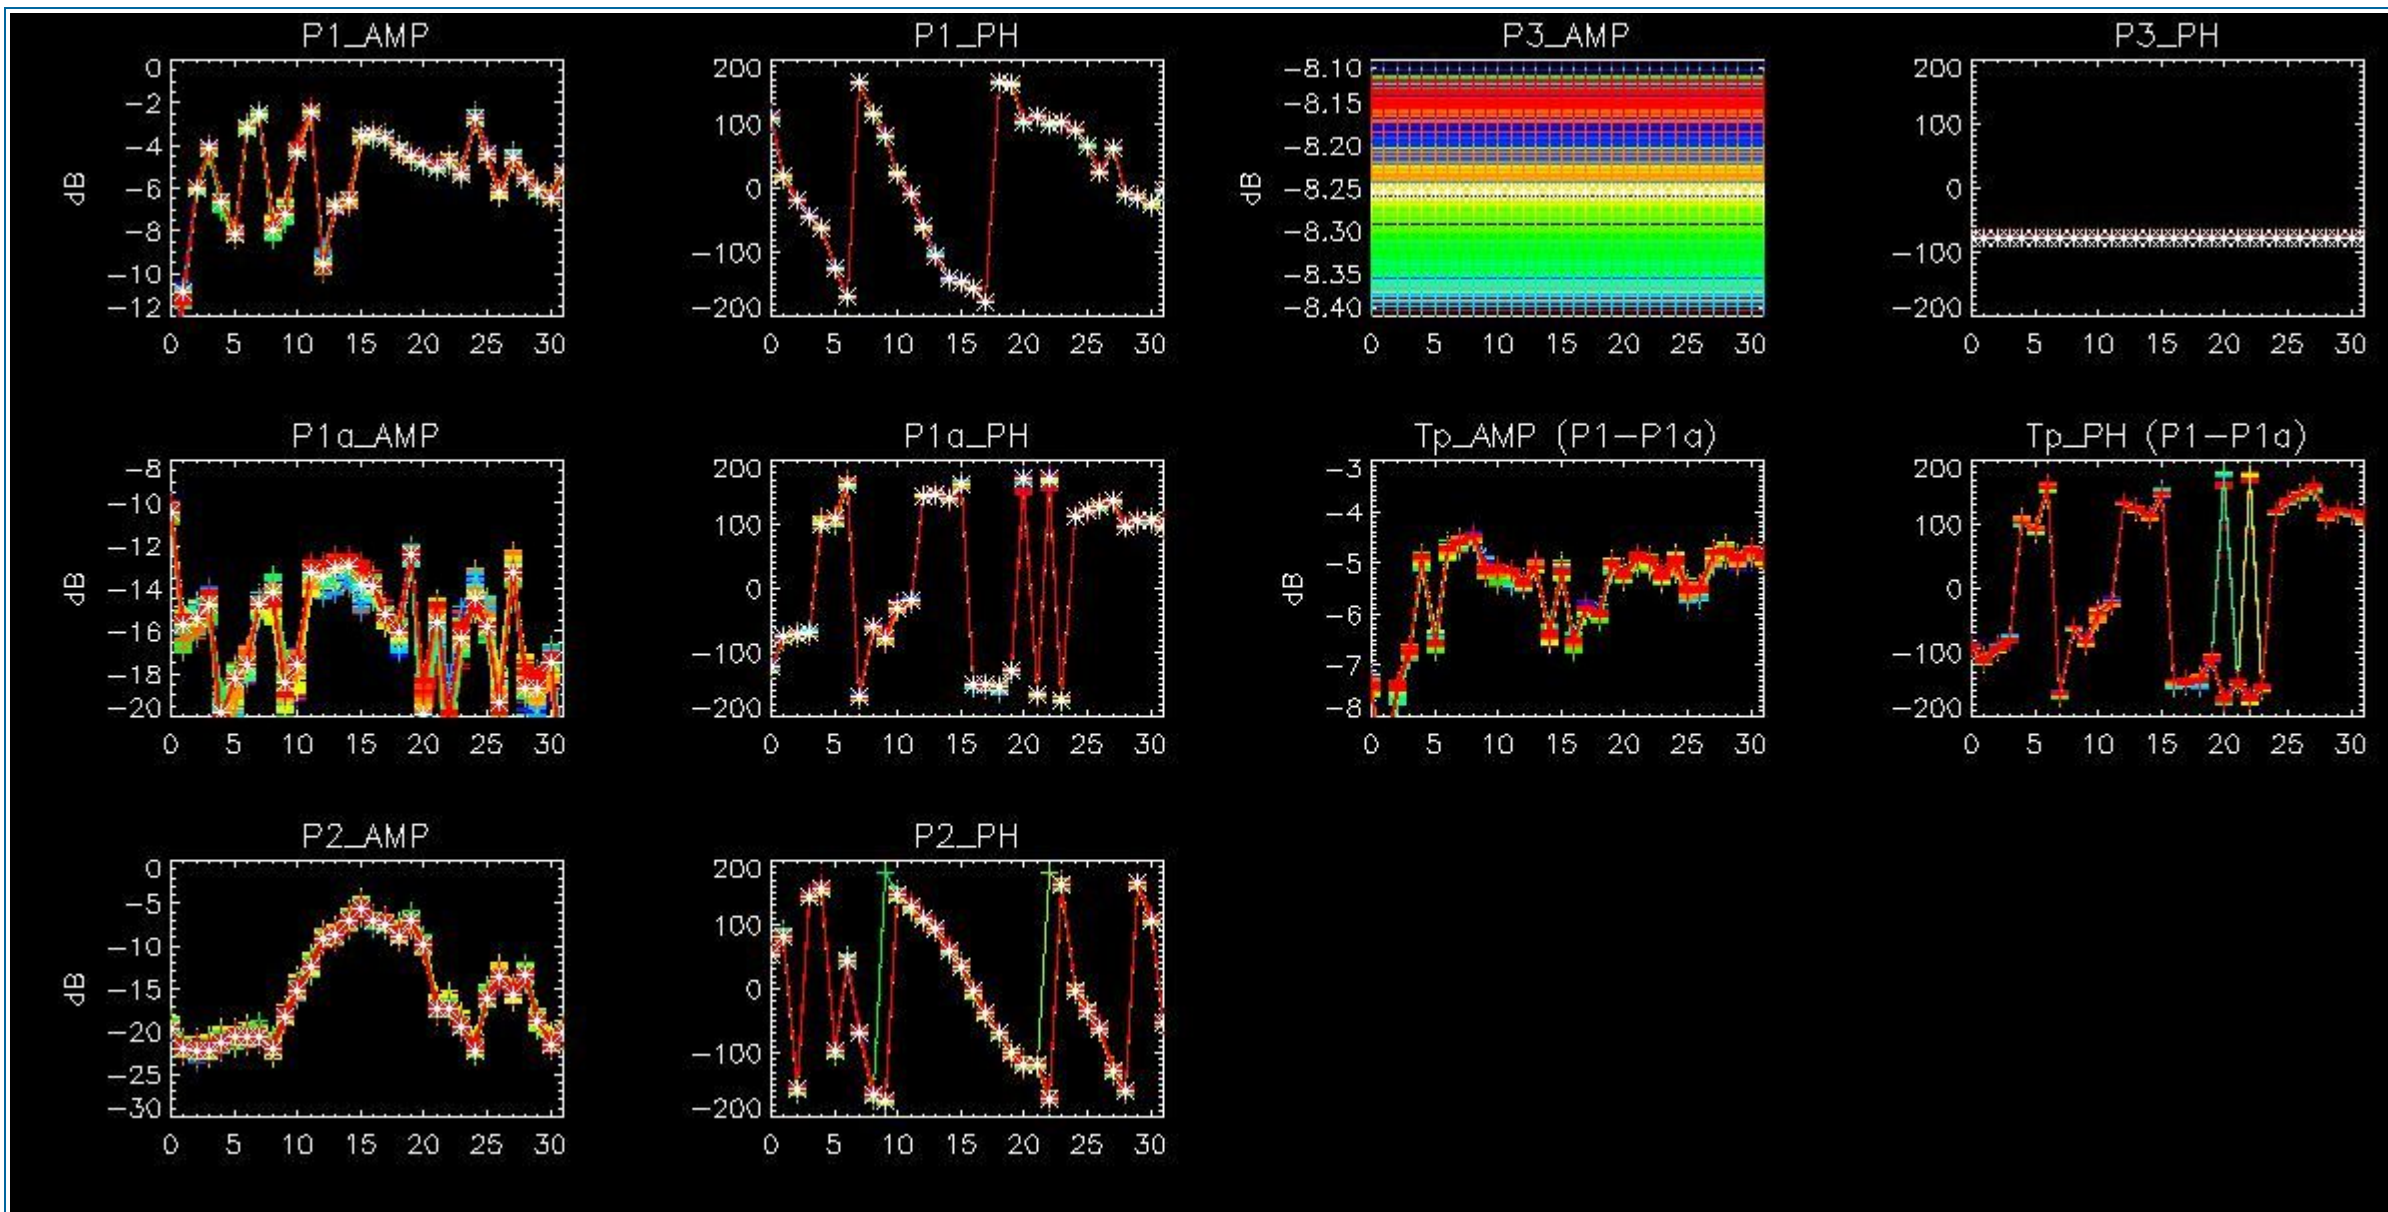 P1_AMP
0
−2
−4
−6
−8
−10
−12
dB
0 5 10 15 20 25 30
P1_PH
200
100
0
−100
−200
0 5 10 15 20 25 30
P3_AMP
−8.10
−8.15
−8.20
−8.25
−8.30
−8.35
−8.40
dB
0 5 10 15 20 25 30
P3_PH
200
100
0
−100
−200
0 5 10 15 20 25 30
P1a_AMP
−8
−10
−12
−14
−16
−18
−20
dB
0 5 10 15 20 25 30
P1a_PH
200
100
0
−100
−200
0 5 10 15 20 25 30
Tp_AMP (P1−P1a)
−3
−4
−5
−6
−7
−8
dB
0 5 10 15 20 25 30
Tp_PH (P1−P1a)
200
100
0
−100
−200
0 5 10 15 20 25 30
P2_AMP
0
−5
−10
−15
−20
−25
−30
dB
0 5 10 15 20 25 30
P2_PH
200
100
0
−100
−200
0 5 10 15 20 25 30